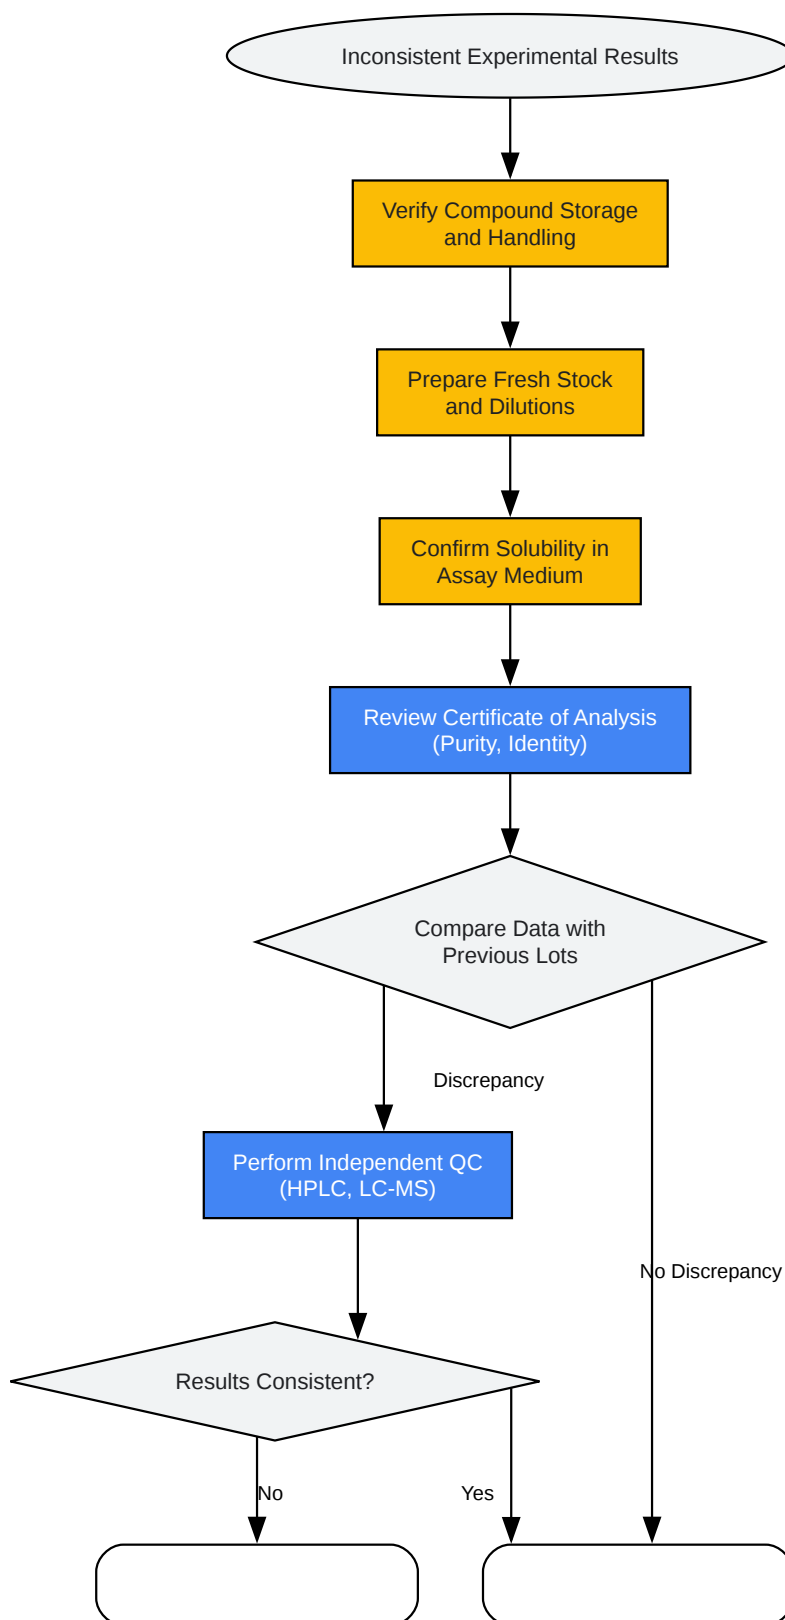 Inconsistent Experimental Results
Verify Compound Storage
and Handling
Prepare Fresh Stock
and Dilutions
Confirm Solubility in
Assay Medium
Review Certificate of Analysis
(Purity, Identity)
Compare Data with
Previous Lots
Discrepancy
Perform Independent QC
(HPLC, LC-MS)
No Discrepancy
Results Consistent?
No
Yes